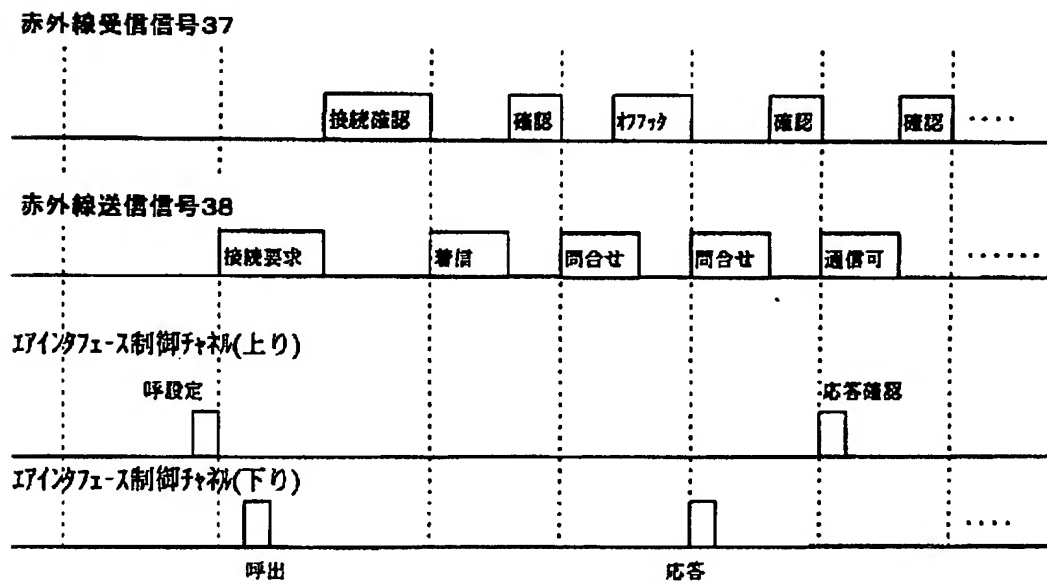 赤外線受信信号37
接続確認 確認 オフフック 確認 確認 ････
赤外線送信信号38
接続要求 着信 問合せ 問合せ 通信可 ······
エアインタフェース制御チャネル(上り)
呼設定 応答確認
エアインタフェース制御チャネル(下り)
････
呼出 応答